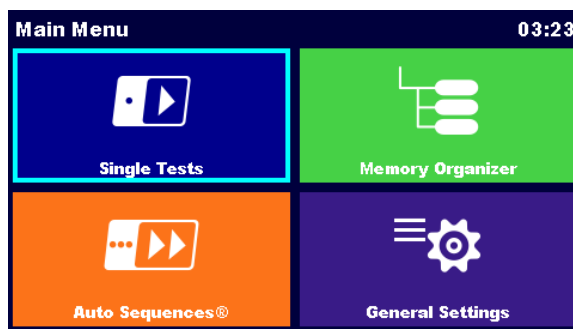 Main Menu 03:23
Single Tests
Memory Organizer
Auto Sequences®
General Settings